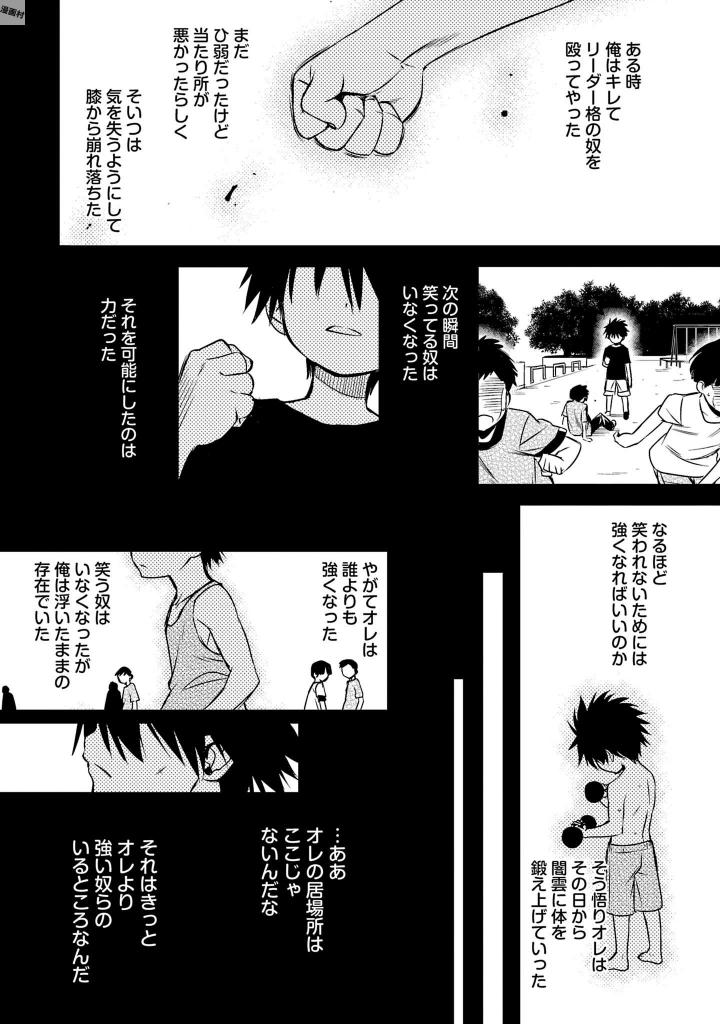 漫画村
ある時
俺はキレて
リーダー格の奴を
殴ってやった
まだ
ひ弱だったけど
当たり所が
悪かったらしく
そいつは
気を失うようにして
膝から崩れ落ちた
次の瞬間
笑ってる奴は
いなくなった
それを可能にしたのは
力だった
なるほど
笑われないためには
強くなればいいのか
そう悟りオレは
その日から
闇雲に体を
鍛え上げていった
やがてオレは
誰よりも
強くなった
笑う奴は
いなくなったが
俺は浮いたままの
存在でいた
…ああ
オレの居場所は
ここじゃ
ないんだな
それはきっと
オレより
強い奴らの
いるところなんだ